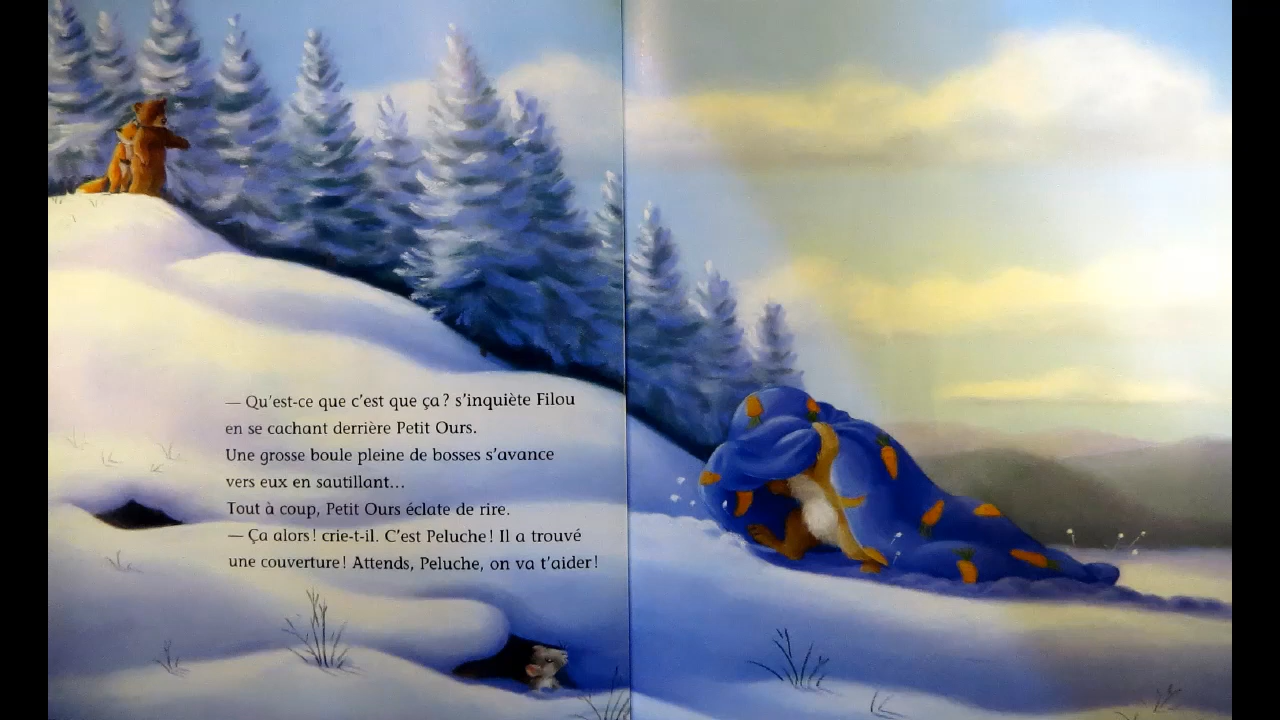 — Qu'est-ce que c'est que ça ? s'inquiète Filou
en se cachant derrière Petit Ours.
Une grosse boule pleine de bosses s'avance
vers eux en sautillant…
Tout à coup, Petit Ours éclate de rire.
— Ça alors ! crie-t-il. C'est Peluche ! Il a trouvé
une couverture ! Attends, Peluche, on va t'aider !